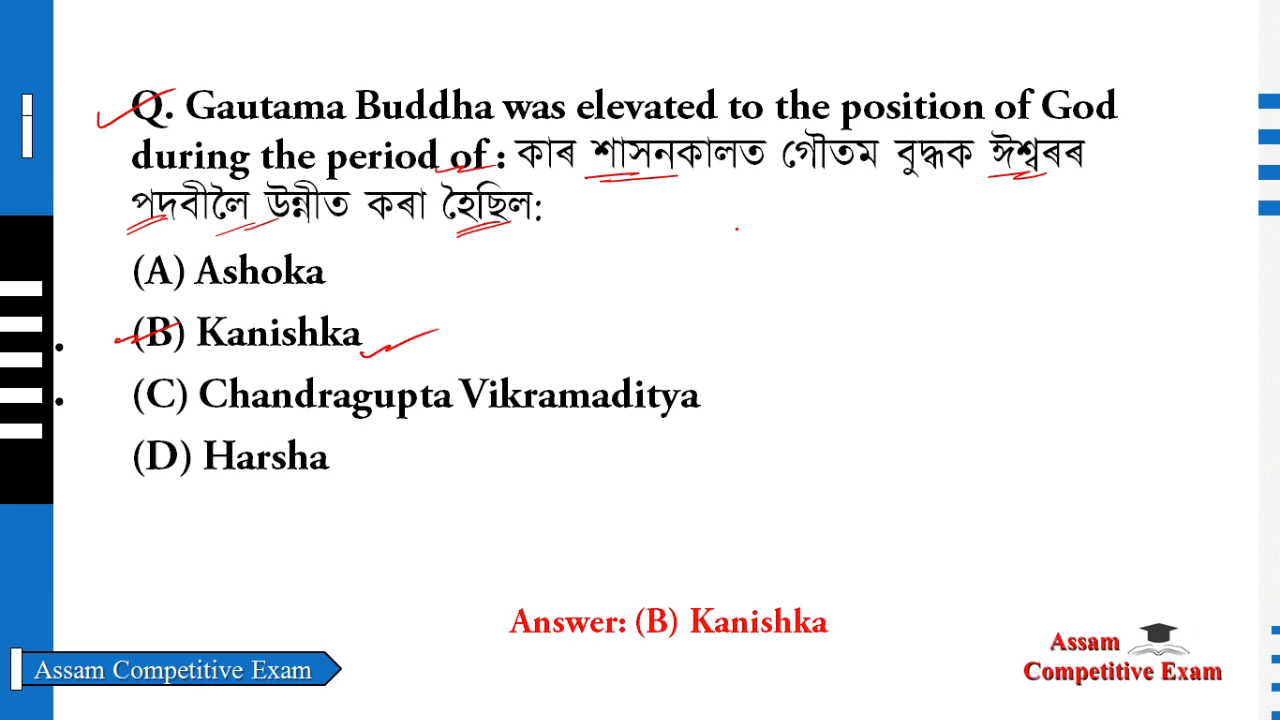 Q. Gautama Buddha was elevated to the position of God
during the period of : কাৰ শাসনকালত গৌতম বুদ্ধক ঈশ্বৰৰ
পদবীলৈ উন্নীত কৰা হৈছিল:
(A) Ashoka
(B) Kanishka
(C) Chandragupta Vikramaditya
(D) Harsha
Answer: (B) Kanishka
Assam Competitive Exam
Assam
Competitive Exam